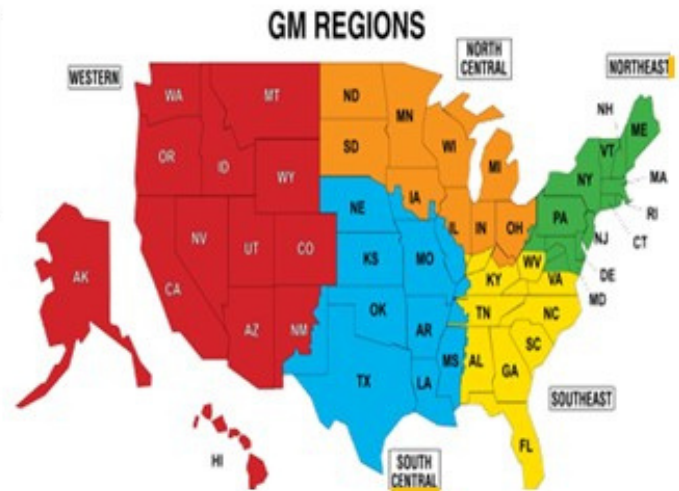 GM REGIONS
NORTH
CENTRAL
WESTERN
NORTHEAST
WA
MT
ND
MN
NH
ME
VT
OR
ID
SD
WI
MI
NY
MA
WY
IA
RI
NE
IL
IN
OH
PA
CT
NV
UT
CO
KS
MO
WV
NJ
AK
CA
KY
VA
DE
MD
OK
TN
NC
AZ
NM
AR
SC
TX
LA
MS
AL
GA
SOUTHEAST
FL
HI
SOUTH
CENTRAL